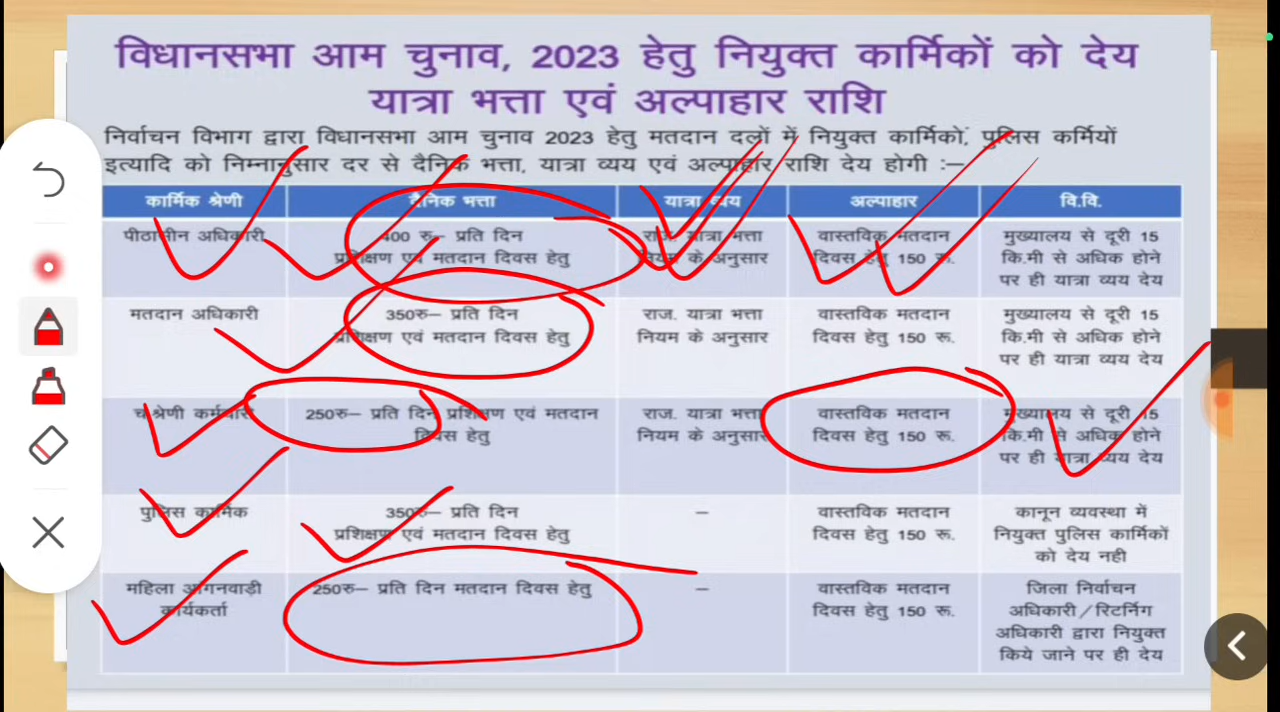 विधानसभा आम चुनाव, 2023 हेतु नियुक्त कार्मिकों को देय
यात्रा भत्ता एवं अल्पाहार राशि
निर्वाचन विभाग द्वारा विधानसभा आम चुनाव 2023 हेतु मतदान दलों में नियुक्त कार्मिको, पुलिस कर्मियों
इत्यादि को निम्नानुसार दर से दैनिक भत्ता, यात्रा व्यय एवं अल्पाहार राशि देय होगी :–
कार्मिक श्रेणी दैनिक भत्ता यात्रा व्यय अल्पाहार वि.वि.
पीठासीन अधिकारी
400 रु– प्रति दिन
प्रशिक्षण एवं मतदान दिवस हेतु
राज. यात्रा भत्ता
नियम के अनुसार
वास्तविक मतदान
दिवस हेतु 150 रू.
मुख्यालय से दूरी 15
कि.मी से अधिक होने
पर ही यात्रा व्यय देय
मतदान अधिकारी
350रु– प्रति दिन
प्रशिक्षण एवं मतदान दिवस हेतु
राज. यात्रा भत्ता
नियम के अनुसार
वास्तविक मतदान
दिवस हेतु 150 रू.
मुख्यालय से दूरी 15
कि.मी से अधिक होने
पर ही यात्रा व्यय देय
च श्रेणी कर्मचारी
250रु– प्रति दिन प्रशिक्षण एवं मतदान
दिवस हेतु
राज. यात्रा भत्ता
नियम के अनुसार
वास्तविक मतदान
दिवस हेतु 150 रू.
मुख्यालय से दूरी 15
कि.मी से अधिक होने
पर ही यात्रा व्यय देय
पुलिस कार्मिक
350रु– प्रति दिन
प्रशिक्षण एवं मतदान दिवस हेतु
–
वास्तविक मतदान
दिवस हेतु 150 रू.
कानून व्यवस्था में
नियुक्त पुलिस कार्मिकों
को देय नही
महिला आंगनवाड़ी
कार्यकर्ता
250रु– प्रति दिन मतदान दिवस हेतु
–
वास्तविक मतदान
दिवस हेतु 150 रू.
जिला निर्वाचन
अधिकारी/रिटर्निग
अधिकारी द्वारा नियुक्त
किये जाने पर ही देय